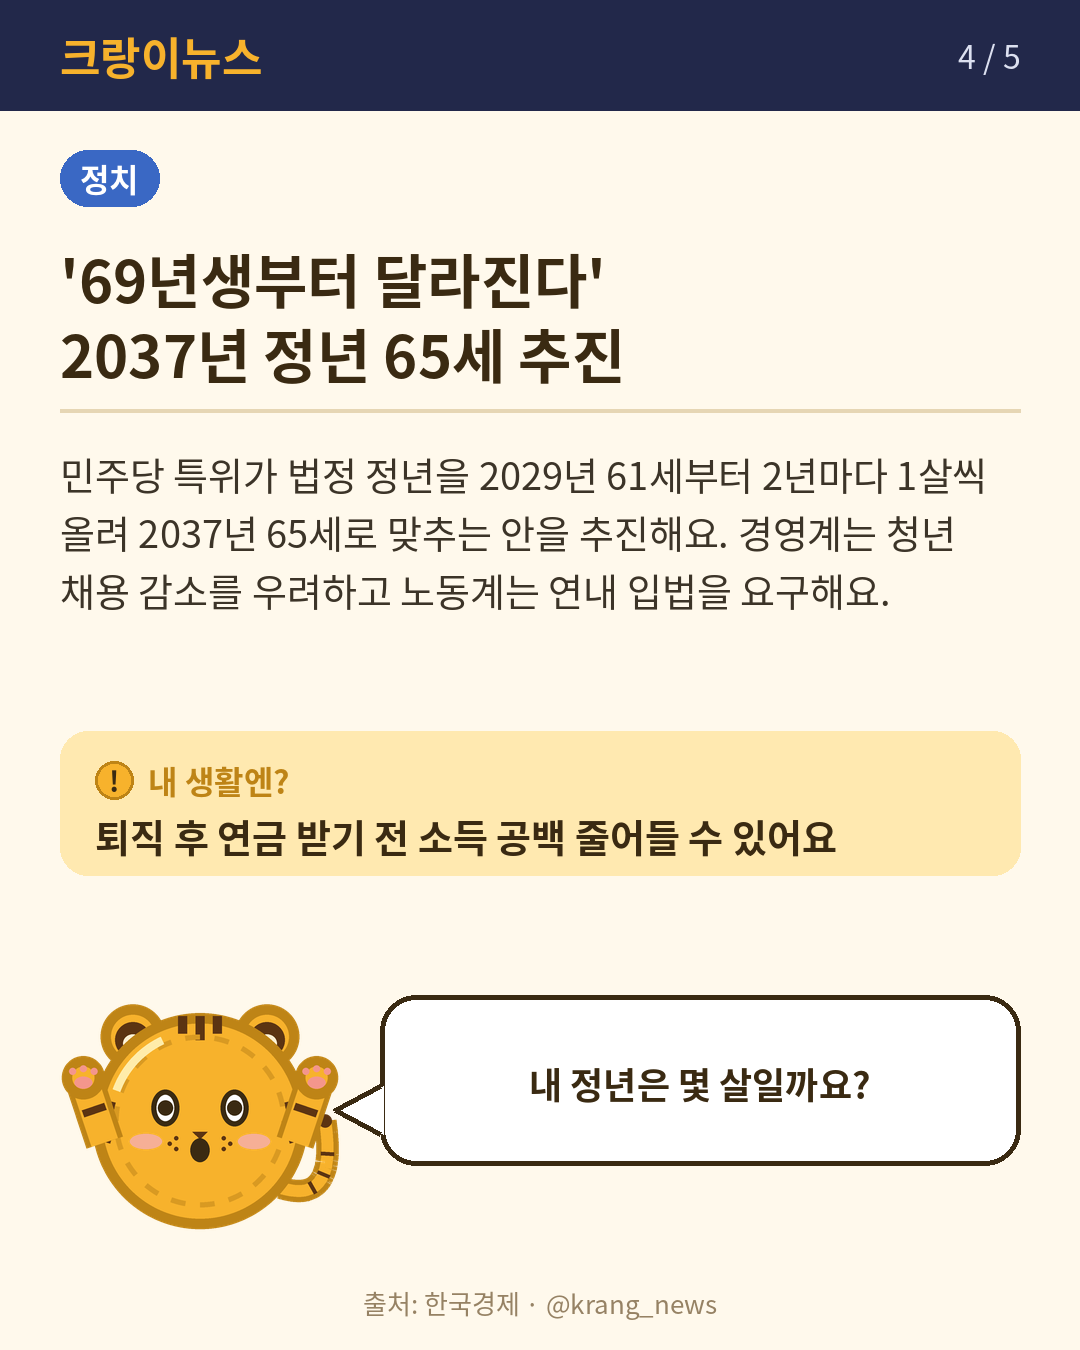 크랑이뉴스
4 / 5
정치
'69년생부터 달라진다'
2037년 정년 65세 추진
민주당 특위가 법정 정년을 2029년 61세부터 2년마다 1살씩
올려 2037년 65세로 맞추는 안을 추진해요. 경영계는 청년
채용 감소를 우려하고 노동계는 연내 입법을 요구해요.
! 내 생활엔?
퇴직 후 연금 받기 전 소득 공백 줄어들 수 있어요
내 정년은 몇 살일까요?
출처: 한국경제 · @krang_news